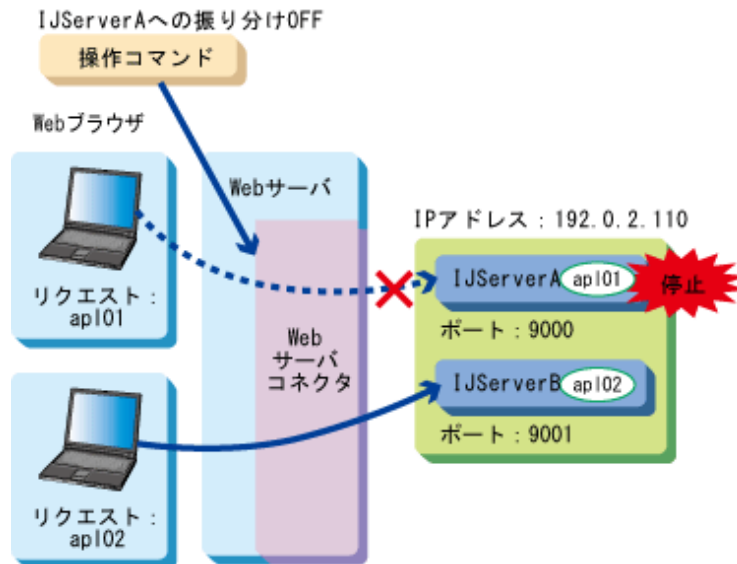 IJServerAへの振り分けOFF
操作コマンド
Webブラウザ
Webサーバ
IPアドレス：192.0.2.110
IJServerA apl01
停止
リクエスト：
apl01
ポート：9000
Web
サーバ
コネクタ
IJServerB apl02
ポート：9001
リクエスト：
apl02